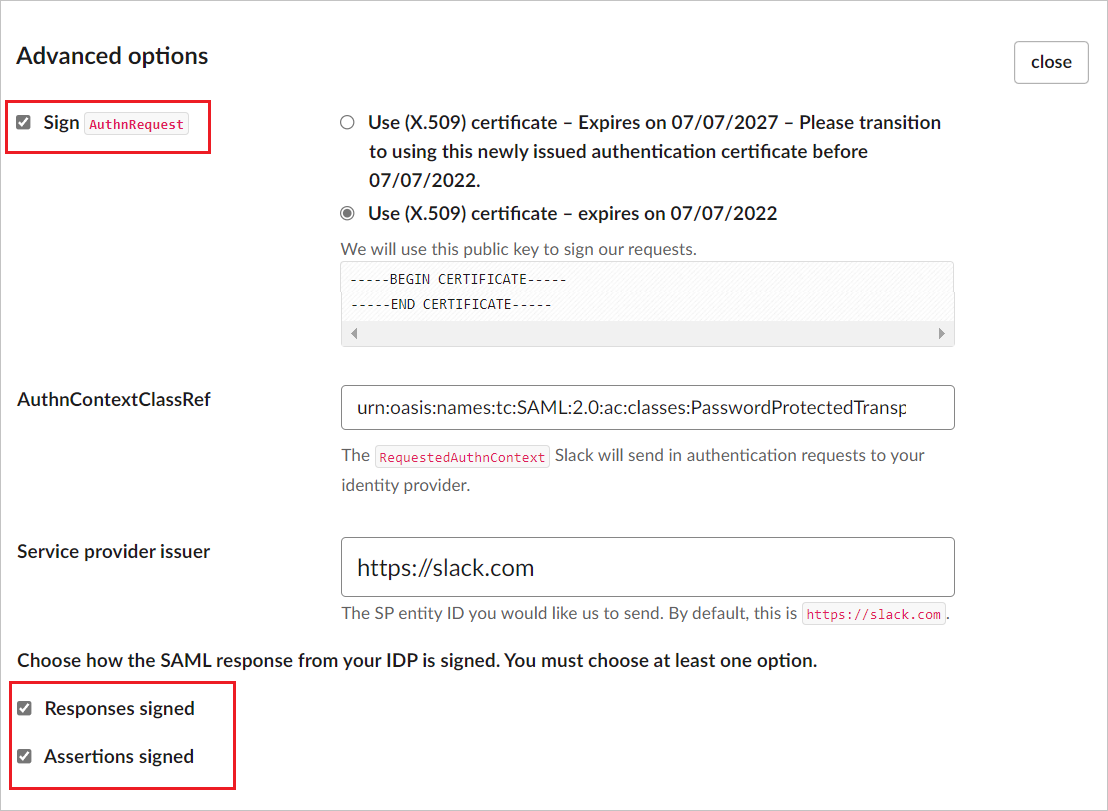 Advanced options
close
Sign AuthnRequest
Use (X.509) certificate – Expires on 07/07/2027 – Please transition
to using this newly issued authentication certificate before
07/07/2022.
Use (X.509) certificate – expires on 07/07/2022
We will use this public key to sign our requests.
-----BEGIN CERTIFICATE-----
-----END CERTIFICATE-----
AuthnContextClassRef
urn:oasis:names:tc:SAML:2.0:ac:classes:PasswordProtectedTransp
The RequestedAuthnContext Slack will send in authentication requests to your
identity provider.
Service provider issuer
https://slack.com
The SP entity ID you would like us to send. By default, this is https://slack.com.
Choose how the SAML response from your IDP is signed. You must choose at least one option.
Responses signed
Assertions signed